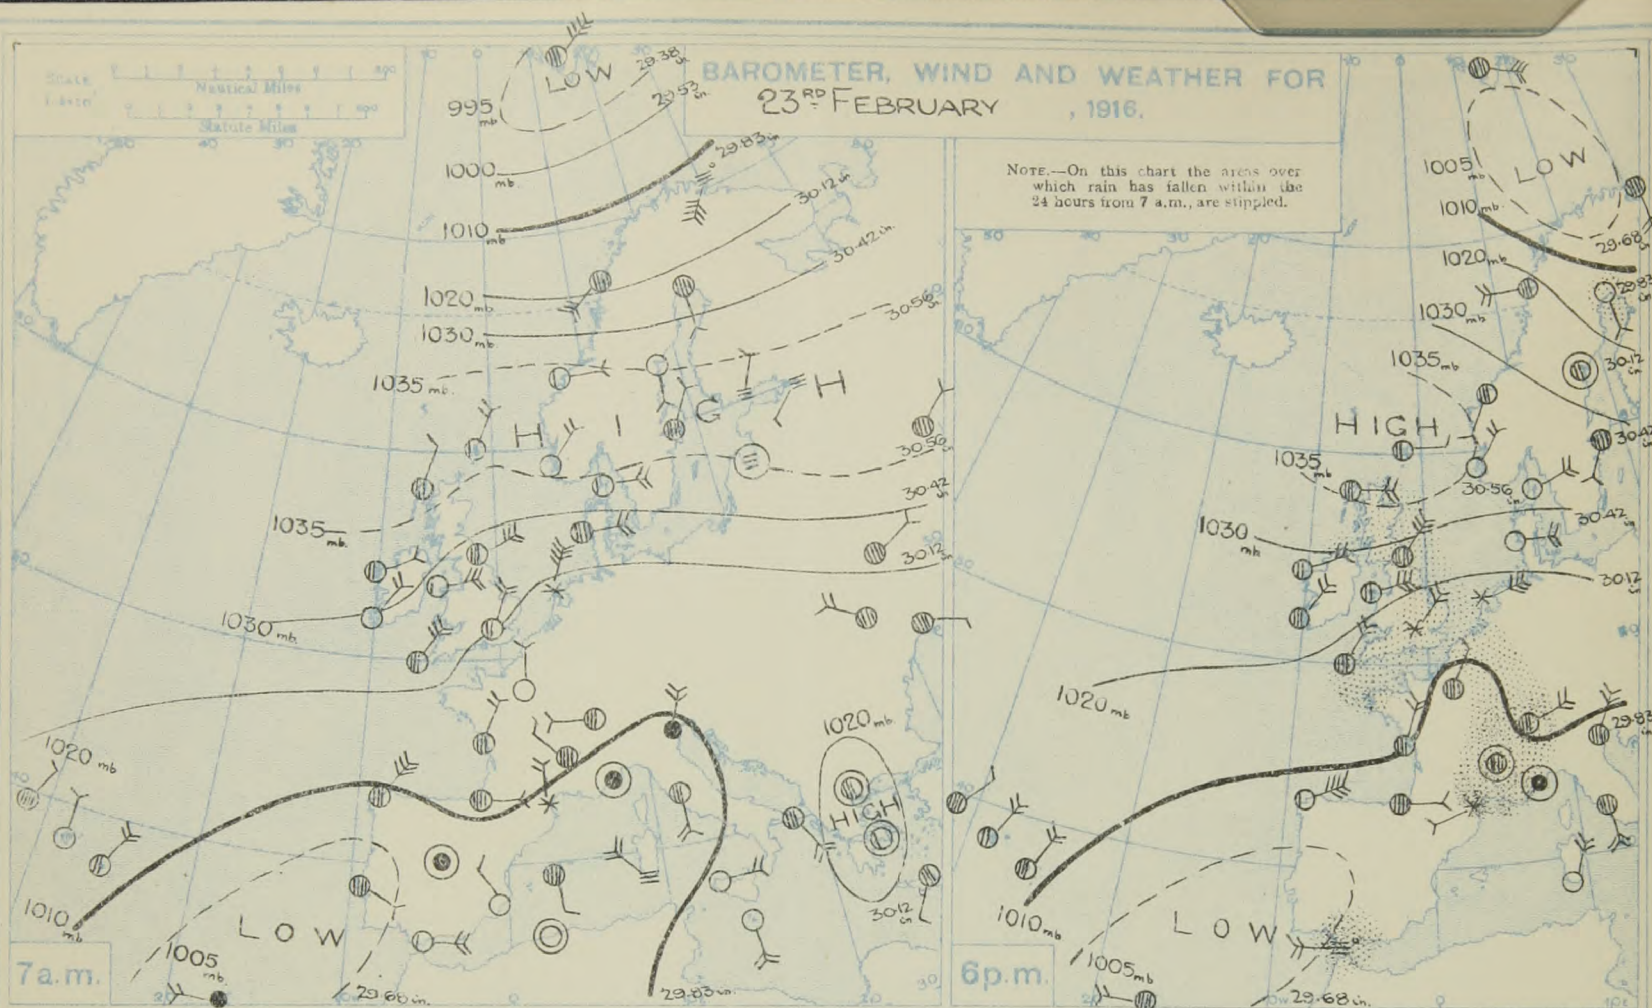 BAROMETER, WIND AND WEATHER FOR
23RD FEBRUARY , 1916.
Nautical Miles
Statute Miles
NOTE.—On this chart the areas over
which rain has fallen within the
24 hours from 7 a.m., are stippled.
LOW
29.38
995 mb
29.53 in.
1000 mb
29.83 in
1010 mb
30.12 in
30.42 in.
1020 mb
1030 mb
30.56
1035 mb.
H I G H
30.56
30.42 in
1035 mb.
30.12 in
1030 mb.
1020 mb
1020 mb.
HIGH
30.12 in
1010 mb
LOW
1005 mb.
29.68 in.
29.83 in.
7 a.m.
LOW
1005 mb
1010 mb.
29.68 in
1020 mb
29.83 in
1030 mb
1035 mb
30.12 in
HIGH
30.42
1035 mb
30.56 in
30.42 in
1030 mb.
30.12 in
1020 mb.
29.83 in
1010 mb.
LOW
1005 mb
29.68 in.
6 p.m.